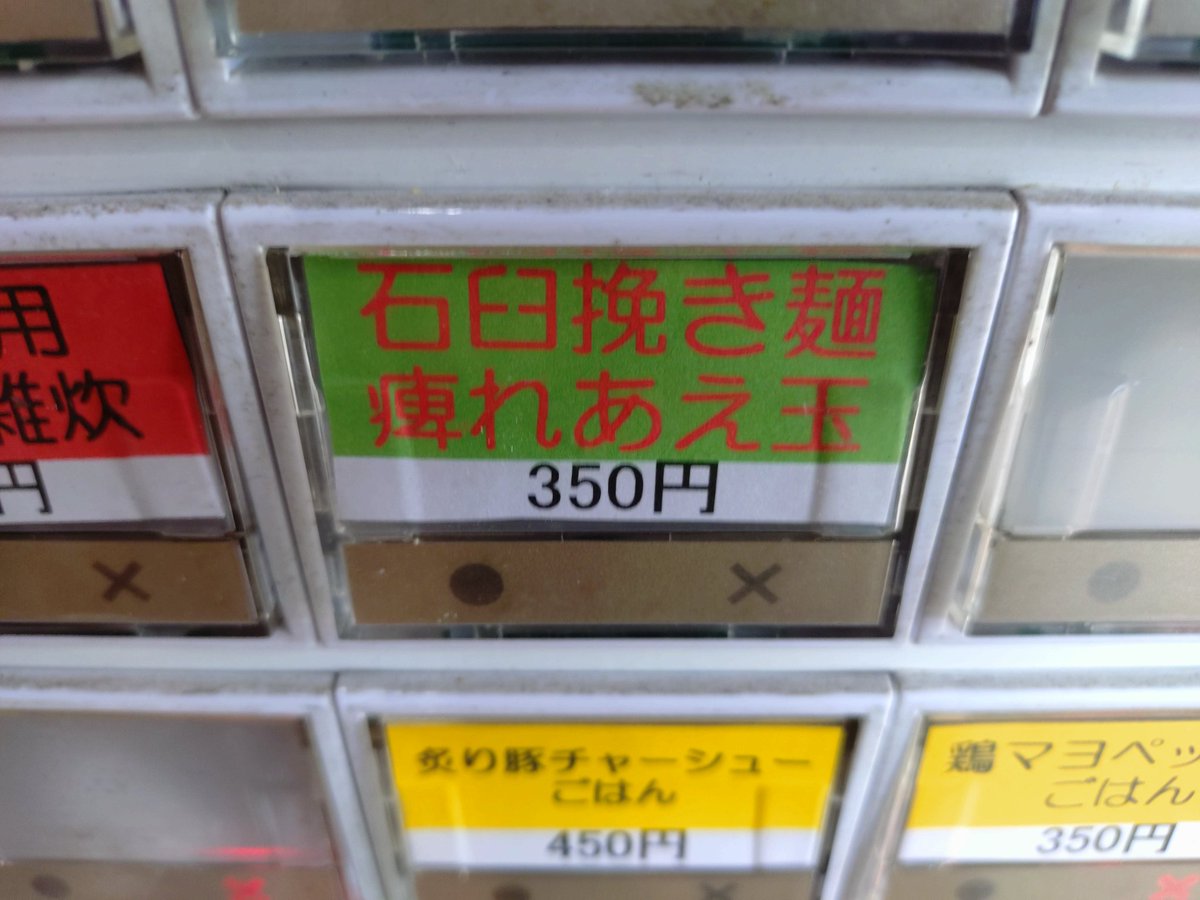 石臼挽き麺
痺れあえ玉
350円
用
雑炊
円
炙り豚チャーシュー
ごはん
450円
鶏マヨペッ
ごはん
350円